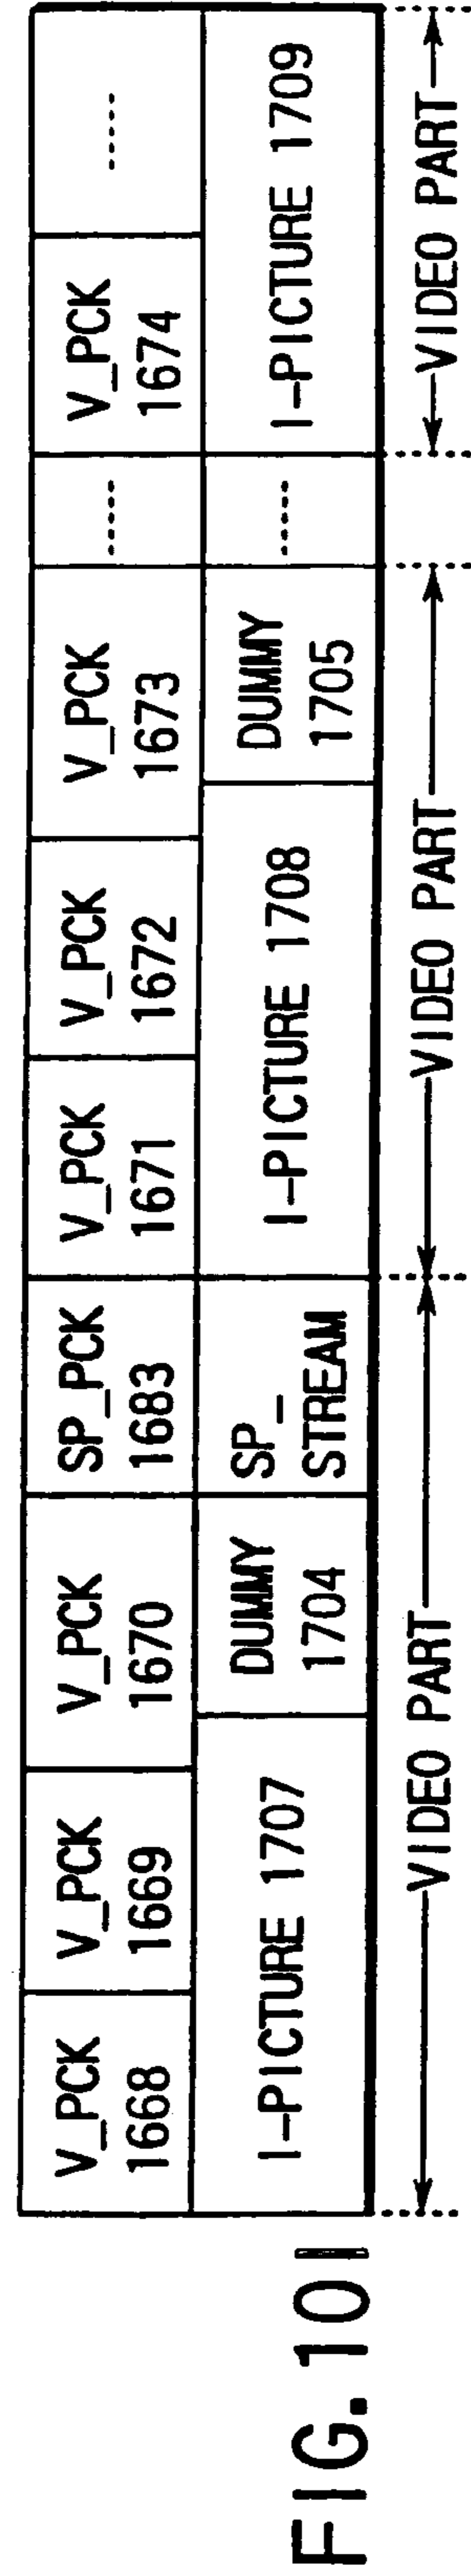 V_PCK
1668
V_PCK
1669
V_PCK
1670
SP_PCK
1683
V_PCK
1671
V_PCK
1672
V_PCK
1673
-----
V_PCK
1674
-----
I-PICTURE 1707
DUMMY
1704
SP_
STREAM
I-PICTURE 1708
DUMMY
1705
-----
I-PICTURE 1709
VIDEO PART
VIDEO PART
VIDEO PART
FIG. 101